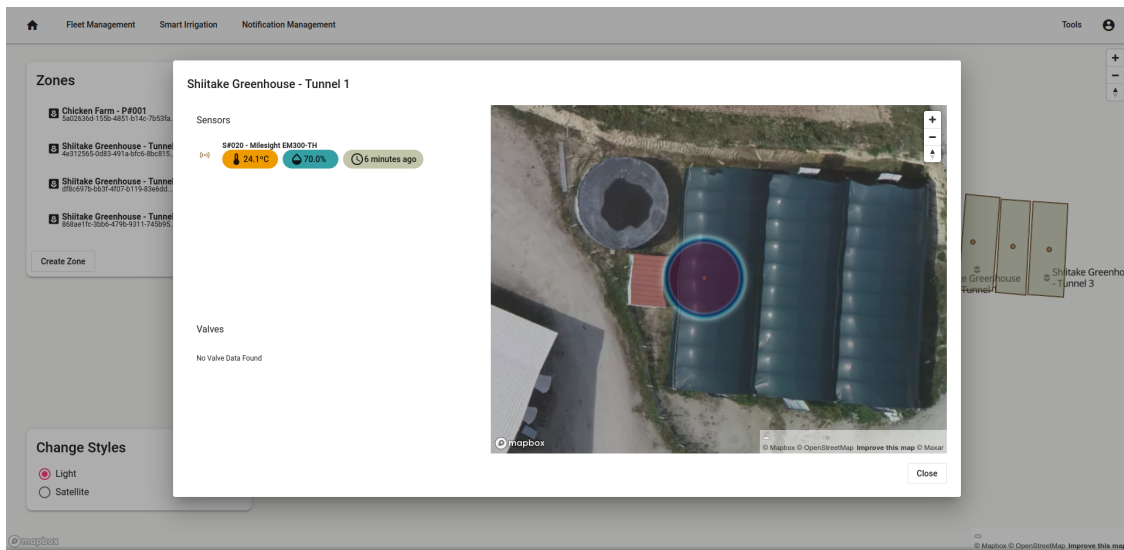 Fleet Management Smart Irrigation Notification Management Tools
Zones
Chicken Farm - P#001
5a02636d-155b-4851-b14c-7b53fa..
Shiitake Greenhouse - Tunnel
4e312565-0d83-491a-bfc6-8bc815..
Shiitake Greenhouse - Tunnel
df8c697b-bb3f-4f07-b119-83e6dd..
Shiitake Greenhouse - Tunnel
868ae1fc-3bb6-479b-9311-745b95..
Create Zone
Change Styles
Light
Satellite
Shiitake Greenhouse - Tunnel 1
Sensors
S#020 - Milesight EM300-TH
24.1ºC 70.0% 6 minutes ago
Valves
No Valve Data Found
mapbox
© Mapbox © OpenStreetMap Improve this map © Maxar
Close
e Greenhouse
Tunnel
Shiitake Greenho
- Tunnel 3
mapbox
© Mapbox © OpenStreetMap Improve this map